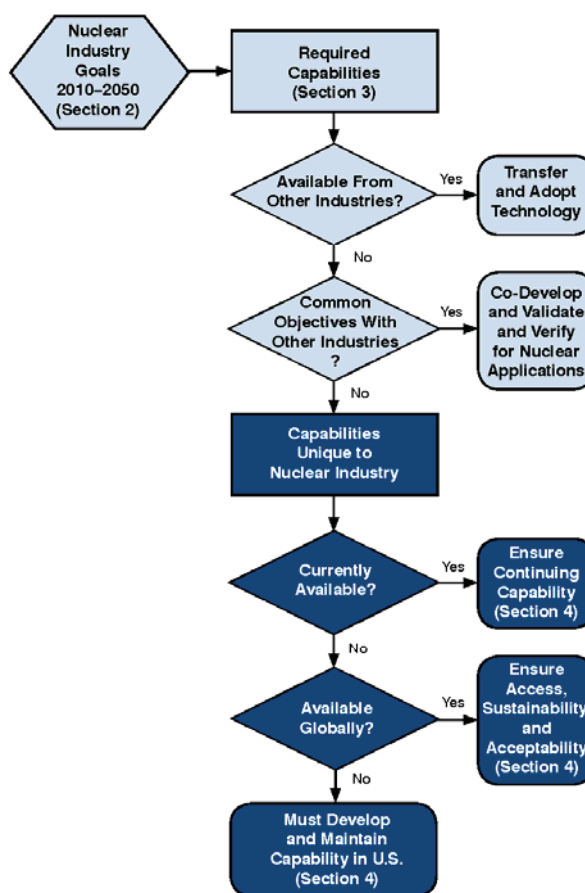 Nuclear
Industry
Goals
2010–2050
(Section 2)
Required
Capabilities
(Section 3)
Available From
Other Industries?
Yes
Transfer
and Adopt
Technology
No
Common
Objectives With
Other Industries
?
Yes
Co-Develop
and Validate
and Verify
for Nuclear
Applications
No
Capabilities
Unique to
Nuclear Industry
Currently
Available?
Yes
Ensure
Continuing
Capability
(Section 4)
No
Available
Globally?
Yes
Ensure
Access,
Sustainability
and
Acceptability
(Section 4)
No
Must Develop
and Maintain
Capability in U.S.
(Section 4)